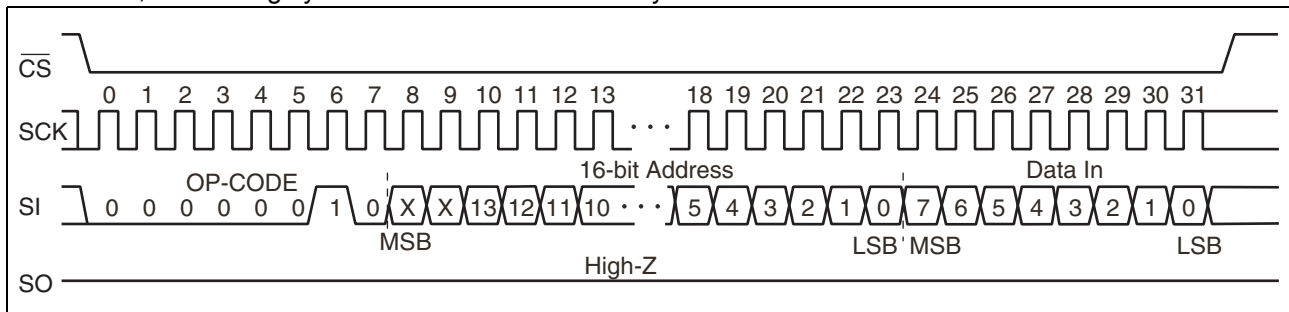 CS
0 1 2 3 4 5 6 7 8 9 10 11 12 13 18 19 20 21 22 23 24 25 26 27 28 29 30 31
SCK
OP-CODE 16-bit Address Data In
SI 0 0 0 0 0 0 1 0 X X 13 12 11 10 · · · 5 4 3 2 1 0 7 6 5 4 3 2 1 0
MSB LSB MSB LSB
High-Z
SO